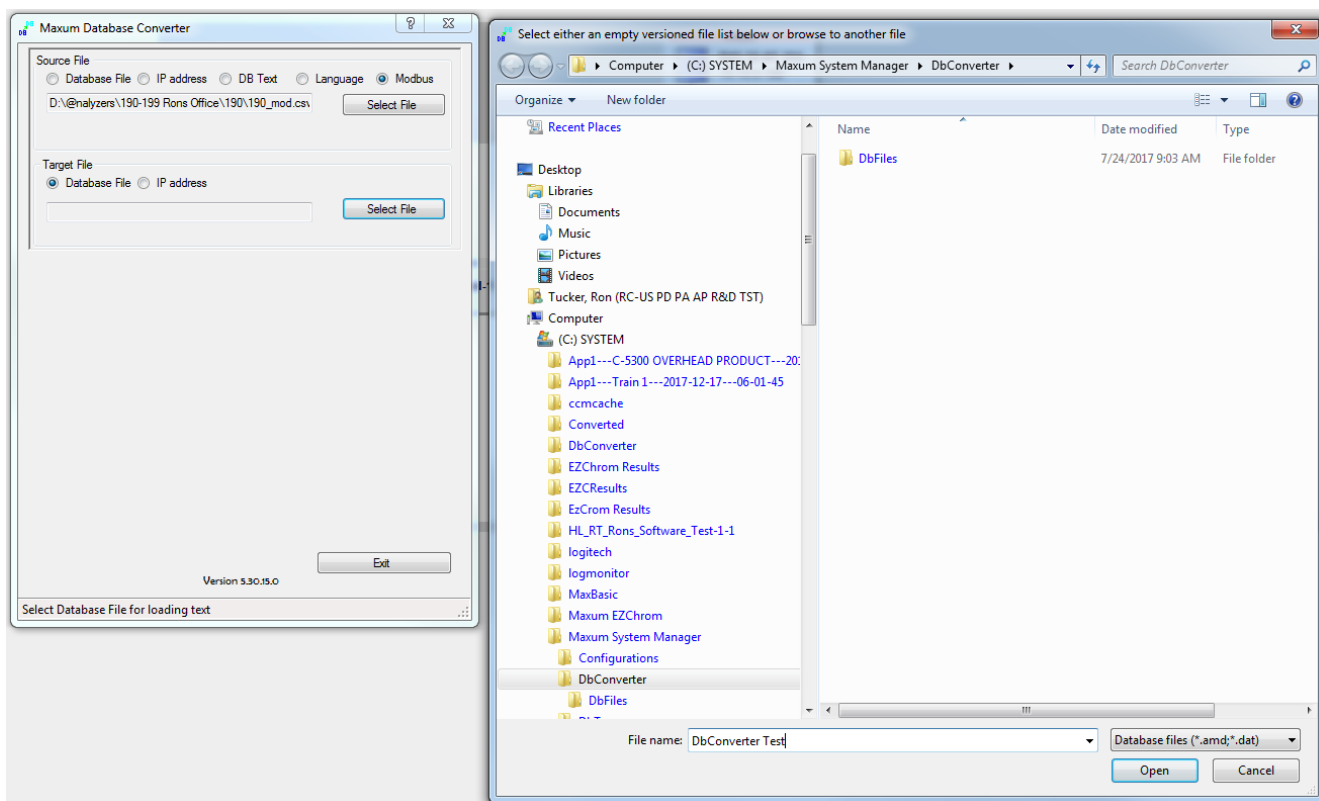 Maxum Database Converter
Source File
Database File IP address DB Text Language Modbus
D:\@nalyzers\190-199 Rons Office\190\190_mod.csv
Select File
Target File
Database File IP address
Select File
Exit
Version 5.30.15.0
Select Database File for loading text
Select either an empty versioned file list below or browse to another file
Computer (C:) SYSTEM Maxum System Manager DbConverter
Search DbConverter
Organize New folder
Name Date modified Type
Recent Places
DbFiles 7/24/2017 9:03 AM File folder
Desktop
Libraries
Documents
Music
Pictures
Videos
Tucker, Ron (RC-US PD PA AP R&D TST)
Computer
(C:) SYSTEM
App1---C-5300 OVERHEAD PRODUCT---20
App1---Train 1---2017-12-17---06-01-45
ccmcache
Converted
DbConverter
EZChrom Results
EZCResults
EzCrom Results
HL_RT_Rons_Software_Test-1-1
logitech
logmonitor
MaxBasic
Maxum EZChrom
Maxum System Manager
Configurations
DbConverter
DbFiles
File name: DbConverter Test
Database files (*.amd;*.dat)
Open Cancel